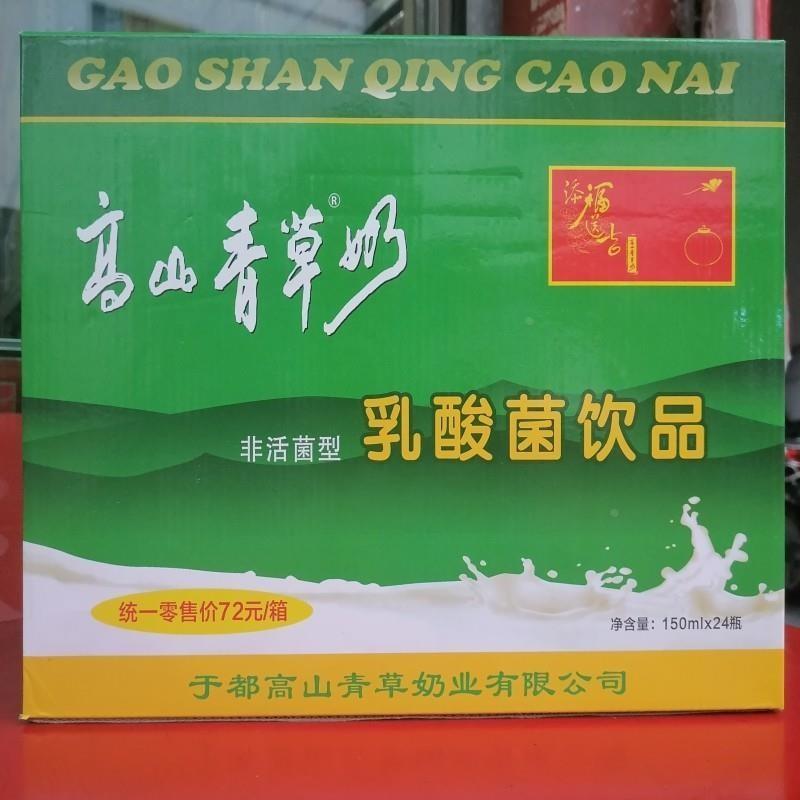 GAO SHAN QING CAO NAI
高山青草奶®
添福送吉
非活菌型 乳酸菌饮品
统一零售价72元/箱
净含量：150mlx24瓶
于都高山青草奶业有限公司